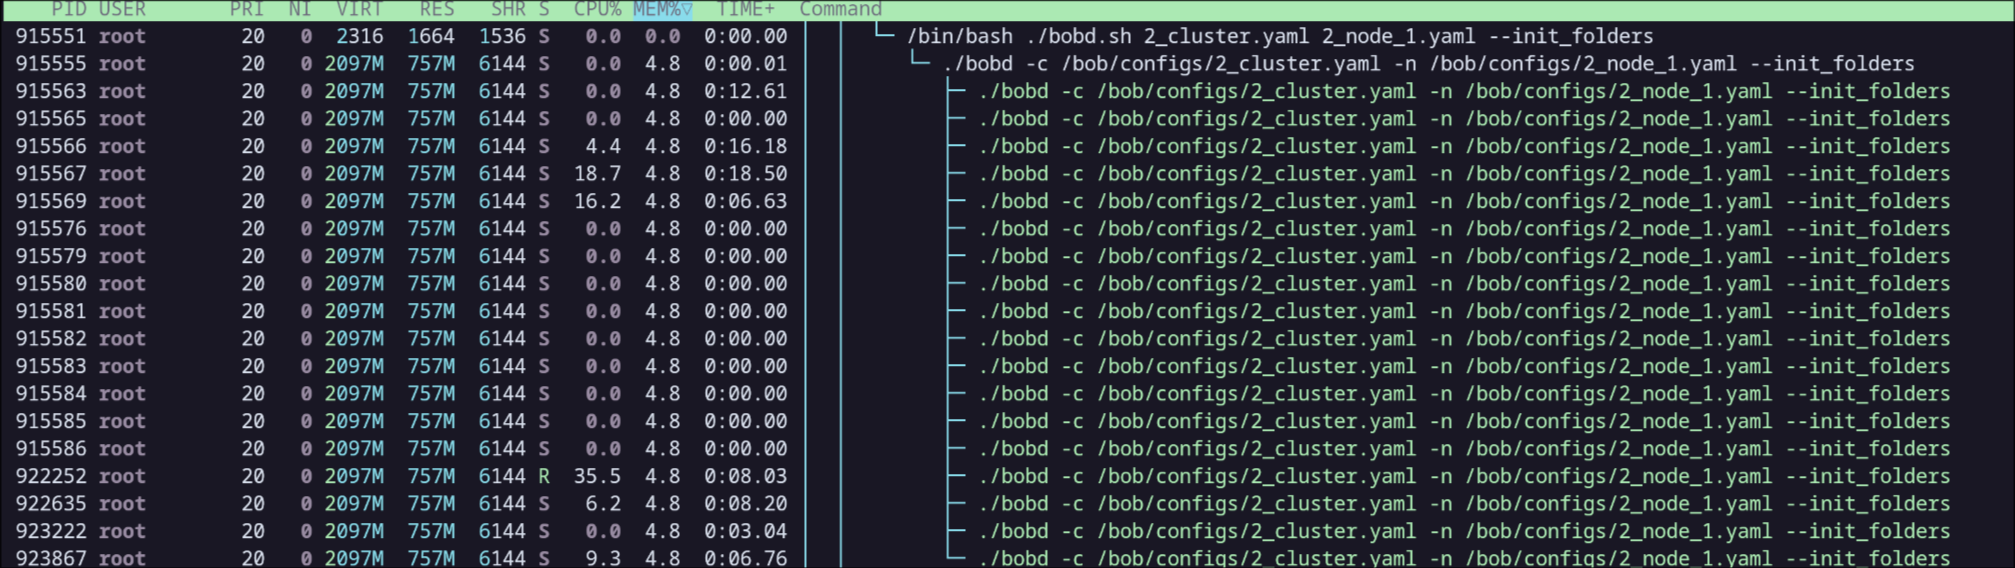 PID USER PRI NI VIRT RES SHR S CPU% MEM%▽ TIME+ Command
915551 root 20 0 2316 1664 1536 S 0.0 0.0 0:00.00 └─ /bin/bash ./bobd.sh 2_cluster.yaml 2_node_1.yaml --init_folders
915555 root 20 0 2097M 757M 6144 S 0.0 4.8 0:00.01 └─ ./bobd -c /bob/configs/2_cluster.yaml -n /bob/configs/2_node_1.yaml --init_folders
915563 root 20 0 2097M 757M 6144 S 0.0 4.8 0:12.61 ├─ ./bobd -c /bob/configs/2_cluster.yaml -n /bob/configs/2_node_1.yaml --init_folders
915565 root 20 0 2097M 757M 6144 S 0.0 4.8 0:00.00 ├─ ./bobd -c /bob/configs/2_cluster.yaml -n /bob/configs/2_node_1.yaml --init_folders
915566 root 20 0 2097M 757M 6144 S 4.4 4.8 0:16.18 ├─ ./bobd -c /bob/configs/2_cluster.yaml -n /bob/configs/2_node_1.yaml --init_folders
915567 root 20 0 2097M 757M 6144 S 18.7 4.8 0:18.50 ├─ ./bobd -c /bob/configs/2_cluster.yaml -n /bob/configs/2_node_1.yaml --init_folders
915569 root 20 0 2097M 757M 6144 S 16.2 4.8 0:06.63 ├─ ./bobd -c /bob/configs/2_cluster.yaml -n /bob/configs/2_node_1.yaml --init_folders
915576 root 20 0 2097M 757M 6144 S 0.0 4.8 0:00.00 ├─ ./bobd -c /bob/configs/2_cluster.yaml -n /bob/configs/2_node_1.yaml --init_folders
915579 root 20 0 2097M 757M 6144 S 0.0 4.8 0:00.00 ├─ ./bobd -c /bob/configs/2_cluster.yaml -n /bob/configs/2_node_1.yaml --init_folders
915580 root 20 0 2097M 757M 6144 S 0.0 4.8 0:00.00 ├─ ./bobd -c /bob/configs/2_cluster.yaml -n /bob/configs/2_node_1.yaml --init_folders
915581 root 20 0 2097M 757M 6144 S 0.0 4.8 0:00.00 ├─ ./bobd -c /bob/configs/2_cluster.yaml -n /bob/configs/2_node_1.yaml --init_folders
915582 root 20 0 2097M 757M 6144 S 0.0 4.8 0:00.00 ├─ ./bobd -c /bob/configs/2_cluster.yaml -n /bob/configs/2_node_1.yaml --init_folders
915583 root 20 0 2097M 757M 6144 S 0.0 4.8 0:00.00 ├─ ./bobd -c /bob/configs/2_cluster.yaml -n /bob/configs/2_node_1.yaml --init_folders
915584 root 20 0 2097M 757M 6144 S 0.0 4.8 0:00.00 ├─ ./bobd -c /bob/configs/2_cluster.yaml -n /bob/configs/2_node_1.yaml --init_folders
915585 root 20 0 2097M 757M 6144 S 0.0 4.8 0:00.00 ├─ ./bobd -c /bob/configs/2_cluster.yaml -n /bob/configs/2_node_1.yaml --init_folders
915586 root 20 0 2097M 757M 6144 S 0.0 4.8 0:00.00 ├─ ./bobd -c /bob/configs/2_cluster.yaml -n /bob/configs/2_node_1.yaml --init_folders
922252 root 20 0 2097M 757M 6144 R 35.5 4.8 0:08.03 ├─ ./bobd -c /bob/configs/2_cluster.yaml -n /bob/configs/2_node_1.yaml --init_folders
922635 root 20 0 2097M 757M 6144 S 6.2 4.8 0:08.20 ├─ ./bobd -c /bob/configs/2_cluster.yaml -n /bob/configs/2_node_1.yaml --init_folders
923222 root 20 0 2097M 757M 6144 S 0.0 4.8 0:03.04 ├─ ./bobd -c /bob/configs/2_cluster.yaml -n /bob/configs/2_node_1.yaml --init_folders
923867 root 20 0 2097M 757M 6144 S 9.3 4.8 0:06.76 └─ ./bobd -c /bob/configs/2_cluster.yaml -n /bob/configs/2_node_1.yaml --init_folders